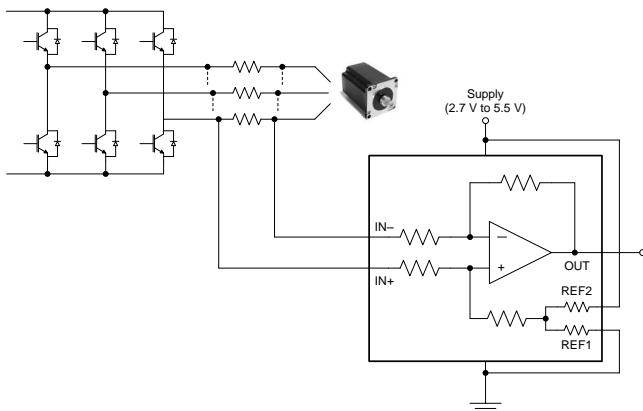 Supply
(2.7 V to 5.5 V)
IN–
IN+
–
+
OUT
REF2
REF1